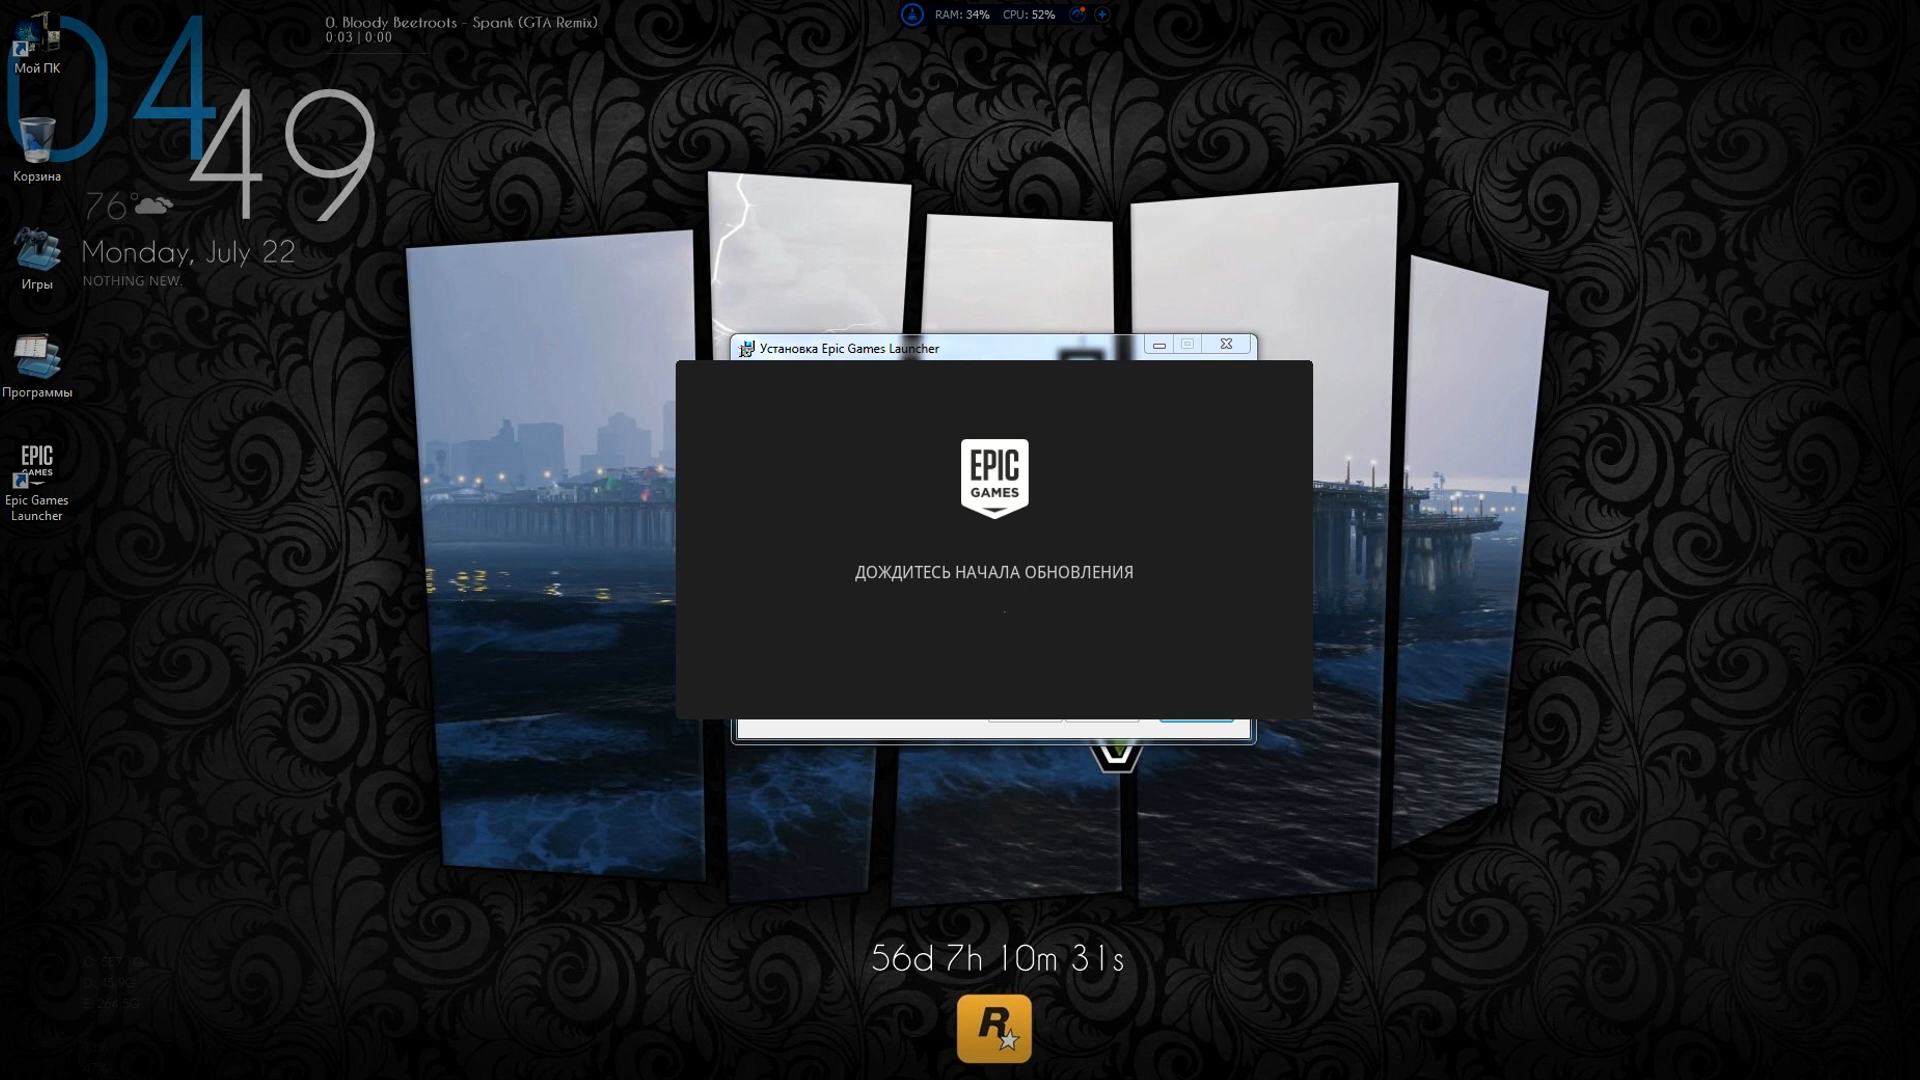 0. Bloody Beetroots - Spank (GTA Remix)
0:03 | 0:00
RAM: 34% CPU: 52%
04
49
76°
Monday, July 22
NOTHING NEW.
Мой ПК
Корзина
Игры
Программы
EPIC
GAMES
Epic Games
Launcher
Установка Epic Games Launcher
EPIC
GAMES
ДОЖДИТЕСЬ НАЧАЛА ОБНОВЛЕНИЯ
56d 7h 10m 31s
R